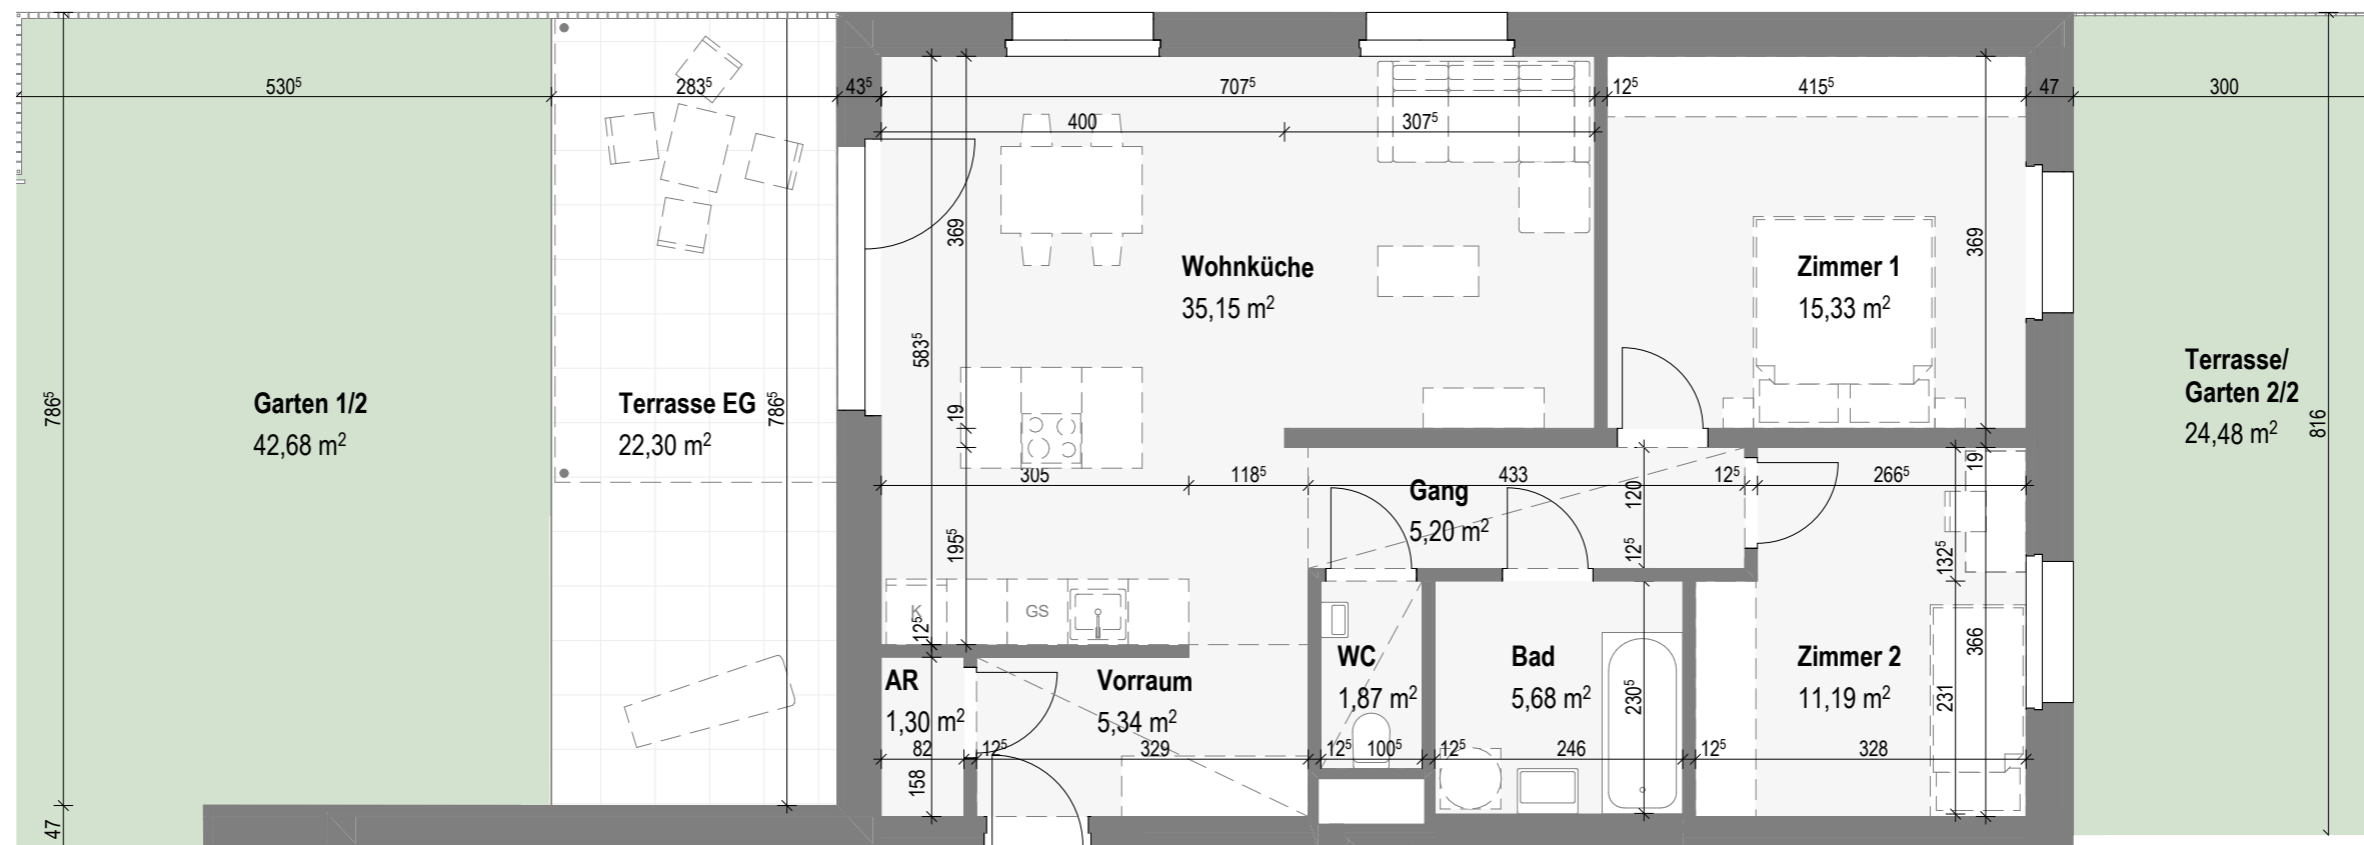 530⁵
283⁵
43⁵
707⁵
12⁵
415⁵
47
300
400
307⁵
369
369
Wohnküche
35,15 m²
Zimmer 1
15,33 m²
583⁵
Terrasse/
Garten 2/2
24,48 m²
816
786⁵
Garten 1/2
42,68 m²
Terrasse EG
22,30 m²
786⁵
19
19
305
118⁵
433
12⁵
266⁵
Gang
5,20 m²
120
12⁵
195⁵
132⁵
K
GS
12⁵
366
AR
1,30 m²
Vorraum
5,34 m²
WC
1,87 m²
Bad
5,68 m²
230⁵
Zimmer 2
11,19 m²
231
82
12⁵
329
12⁵
100⁵
12⁵
246
12⁵
328
158
47